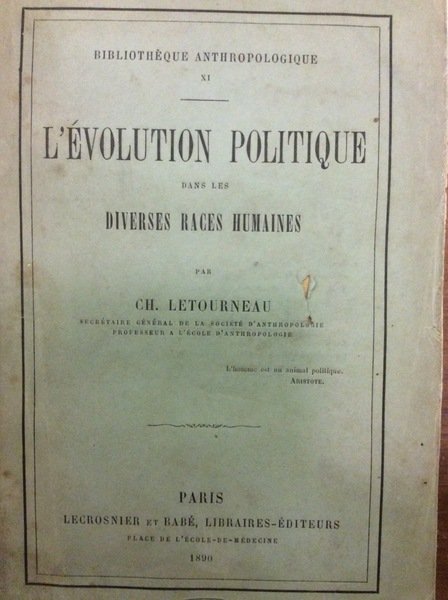 BIBLIOTHÈQUE ANTHROPOLOGIQUE
XI
L'ÉVOLUTION POLITIQUE
DANS LES
DIVERSES RACES HUMAINES
PAR
CH. LETOURNEAU
SECRÉTAIRE GÉNÉRAL DE LA SOCIÉTÉ D'ANTHROPOLOGIE
PROFESSEUR A L'ÉCOLE D'ANTHROPOLOGIE
L'homme est un animal politique.
ARISTOTE.
PARIS
LECROSNIER ET BABÉ, LIBRAIRES-ÉDITEURS
PLACE DE L'ÉCOLE-DE-MÉDECINE
1890